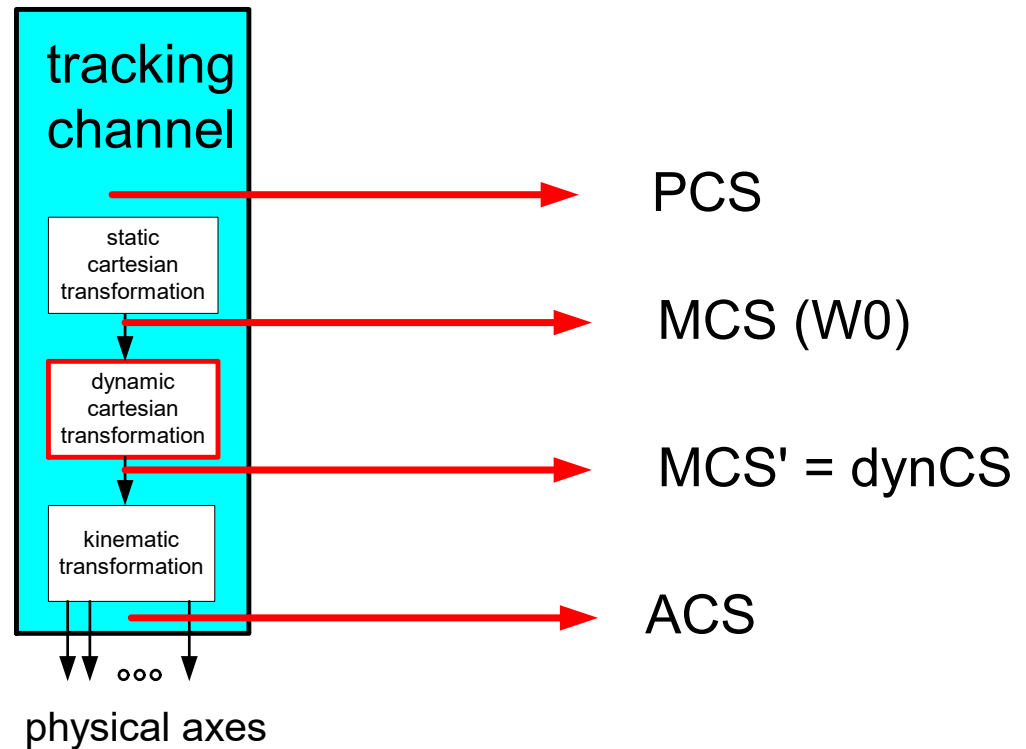 tracking
channel
PCS
static
cartesian
transformation
MCS (W0)
dynamic
cartesian
transformation
MCS' = dynCS
kinematic
transformation
ACS
physical axes